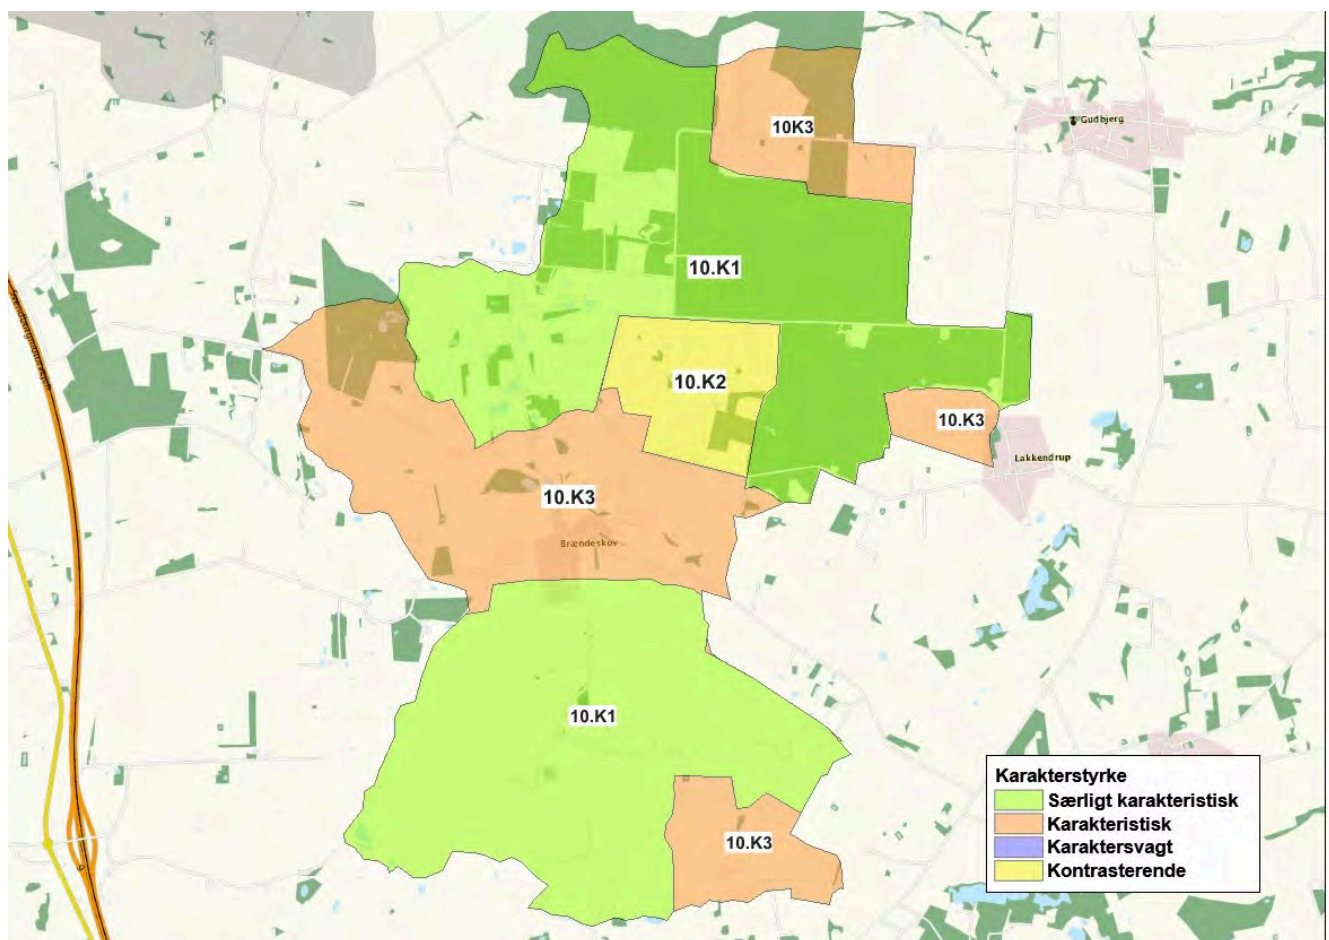 10K3
Gudbjerg
10.K1
10.K2
10.K3
Lakkendrup
10.K3
Brændeskov
10.K1
10.K3
Karakterstyrke
Særligt karakteristisk
Karakteristisk
Karaktersvagt
Kontrasterende